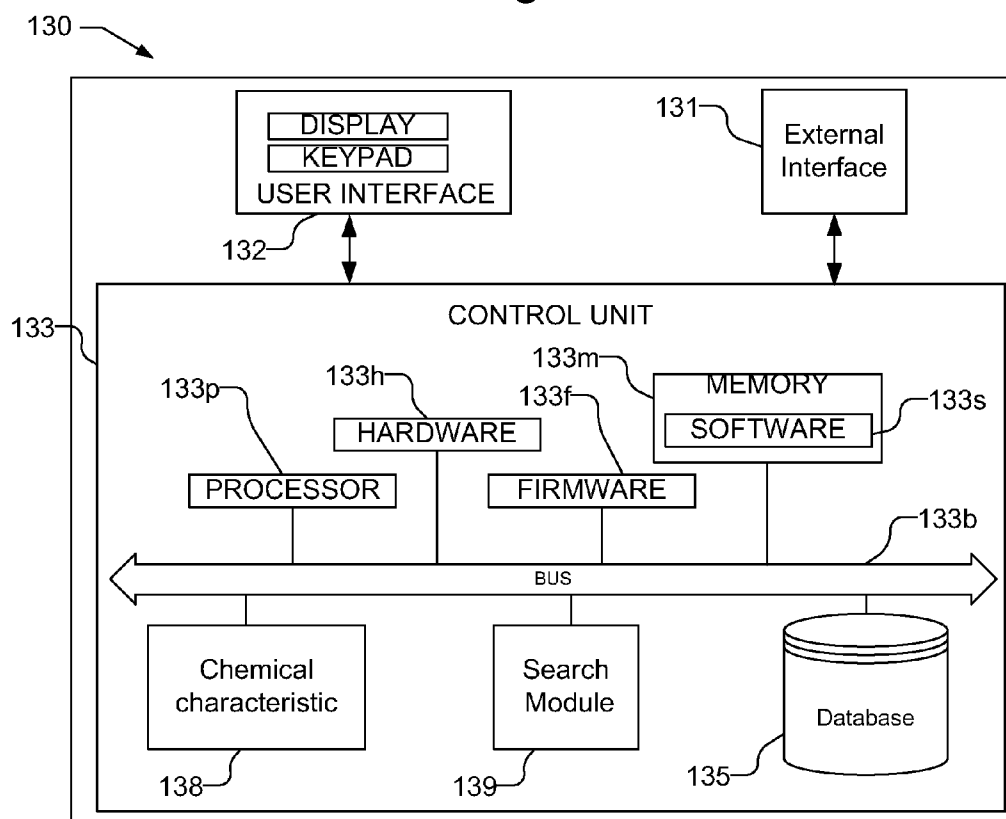 130
DISPLAY
KEYPAD
USER INTERFACE
132
131
External
Interface
133
CONTROL UNIT
133p
133h
133f
133m
MEMORY
SOFTWARE
133s
HARDWARE
PROCESSOR
FIRMWARE
133b
BUS
Chemical
characteristic
138
Search
Module
139
Database
135